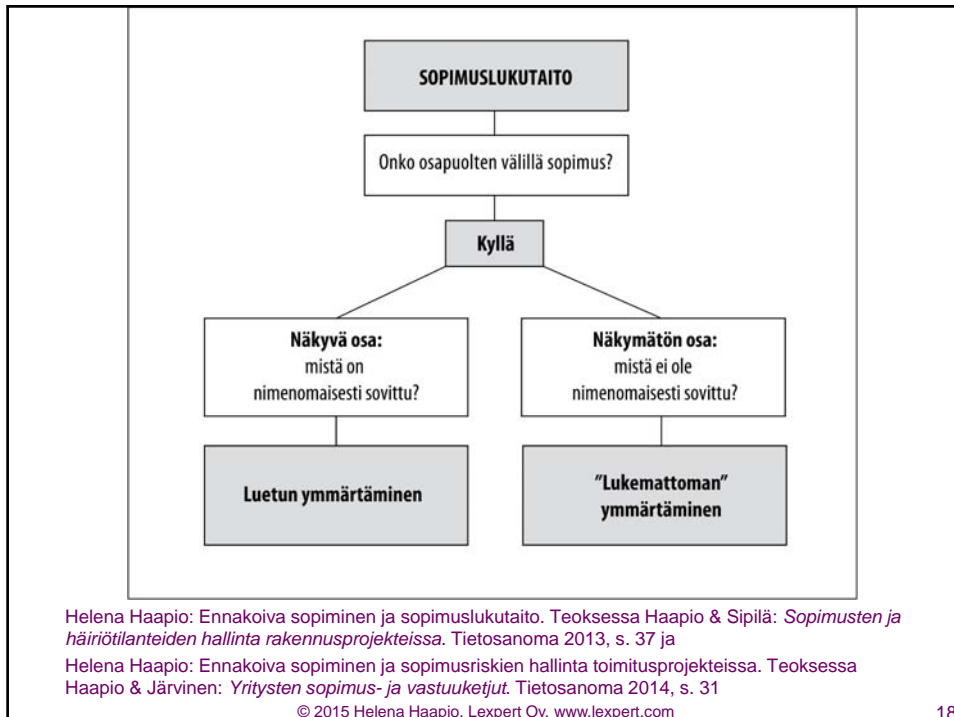 SOPIMUSLUKUTAITO
Onko osapuolten välillä sopimus?
Kyllä
Näkyvä osa:
mistä on
nimenomaisesti sovittu?
Näkymätön osa:
mistä ei ole
nimenomaisesti sovittu?
Luetun ymmärtäminen
”Lukemattoman”
ymmärtäminen
Helena Haapio: Ennakoiva sopiminen ja sopimuslukutaito. Teoksessa Haapio & Sipilä: Sopimusten ja
häiriötilanteiden hallinta rakennusprojekteissa. Tietosanoma 2013, s. 37 ja
Helena Haapio: Ennakoiva sopiminen ja sopimusriskien hallinta toimitusprojekteissa. Teoksessa
Haapio & Järvinen: Yritysten sopimus- ja vastuuketjut. Tietosanoma 2014, s. 31
© 2015 Helena Haapio. Lexpert Oy. www.lexpert.com
18